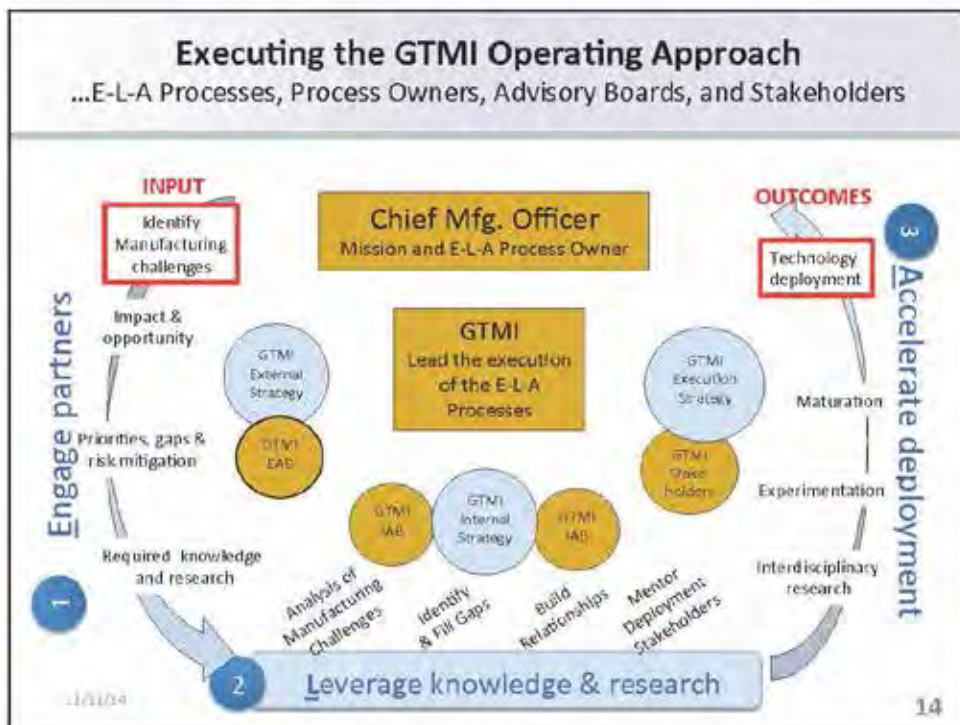 Executing the GTMI Operating Approach
...E-L-A Processes, Process Owners, Advisory Boards, and Stakeholders
INPUT
Identify
Manufacturing
challenges
Impact &
opportunity
Priorities, gaps &
risk mitigation
Required knowledge
and research
Engage partners
1
Chief Mfg. Officer
Mission and E-L-A Process Owner
GTMI
Lead the execution
of the E-L-A
Processes
GTMI
External
Strategy
GTMI
EAB
GTMI
IAB
GTMI
Internal
Strategy
GTMI
IAB
GTMI
Execution
Strategy
GTMI
Stake
holders
Analysis of
Manufacturing
Challenges
Identify
& Fill Gaps
Build
Relationships
Mentor
Deployment
Stakeholders
2
Leverage knowledge & research
OUTCOMES
Technology
deployment
Maturation
Experimentation
Interdisciplinary
research
3
Accelerate deployment
14